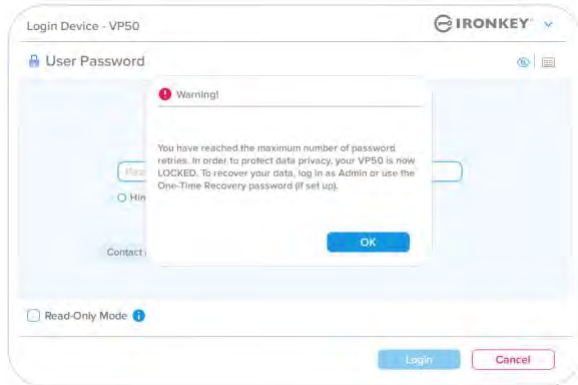 Login Device - VP50
IRONKEY
User Password
Warning!
You have reached the maximum number of password
retries. In order to protect data privacy, your VP50 is now
LOCKED. To recover your data, log in as Admin or use the
One-Time Recovery password (if set up).
Hin
OK
Contact
Read-Only Mode
Login
Cancel